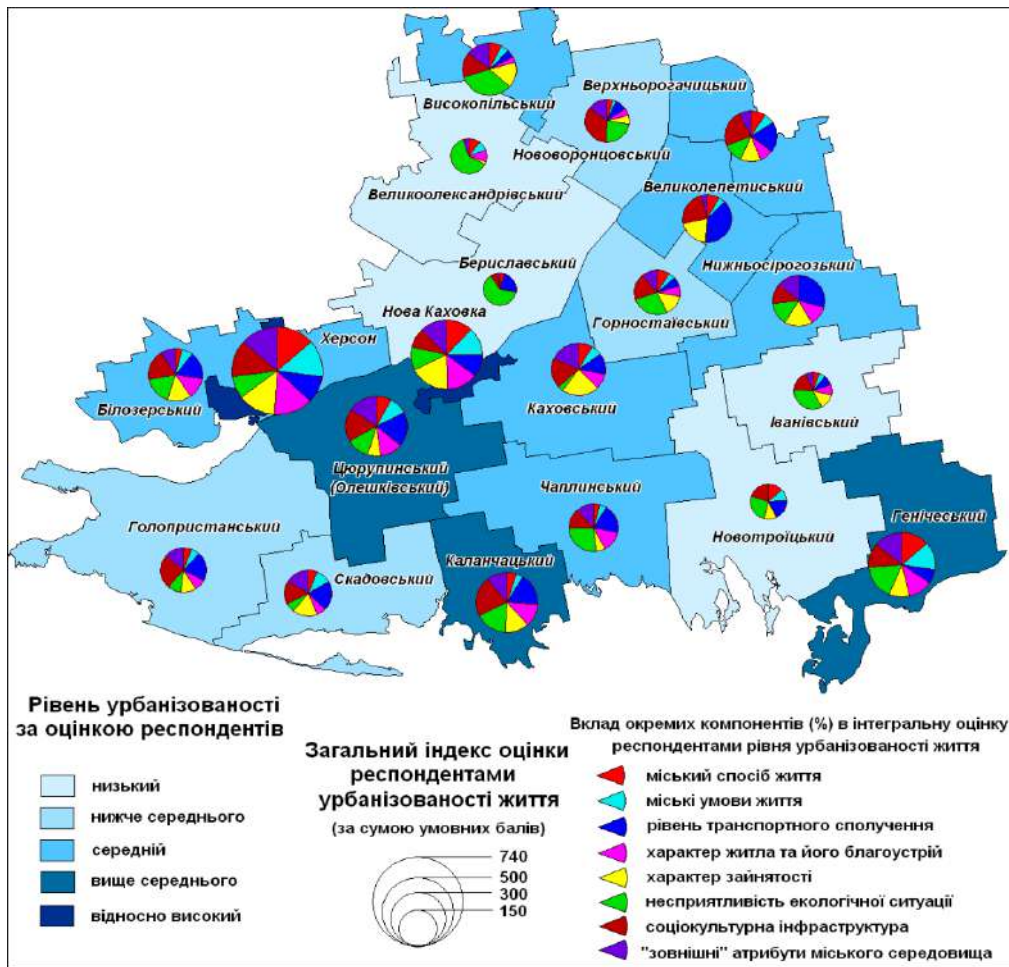 Високопільський
Верхньорогачицький
Нововоронцовський
Великоолександрівський
Великолепетиський
Бериславський
Нижньосірогозький
Нова Каховка
Горностаївський
Херсон
Білозерський
Каховський
Іванівський
Цюрупинський
(Олешківський)
Чаплинський
Голопристанський
Новотроїцький
Генічеський
Скадовський
Каланчацький
Рівень урбанізованості
за оцінкою респондентів
низький
нижче середнього
середній
вище середнього
відносно високий
Загальний індекс оцінки
респондентами
урбанізованості життя
(за сумою умовних балів)
740
500
300
150
Вклад окремих компонентів (%) в інтегральну оцінку
респондентами рівня урбанізованості життя
міський спосіб життя
міські умови життя
рівень транспортного сполучення
характер житла та його благоустрій
характер зайнятості
несприятливість екологічної ситуації
соціокультурна інфраструктура
"зовнішні" атрибути міського середовища